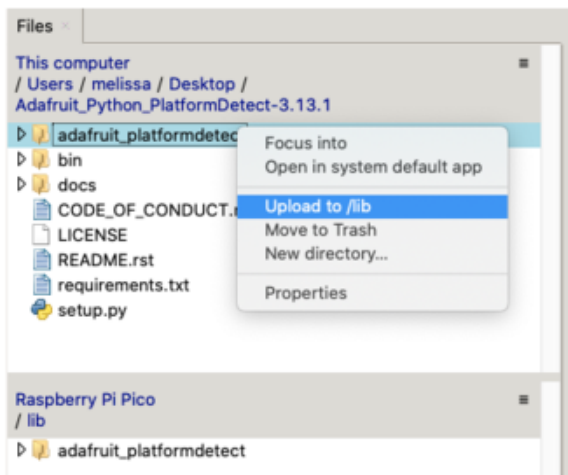 Files
This computer
/ Users / melissa / Desktop /
Adafruit_Python_PlatformDetect-3.13.1
adafruit_platformdetec
bin
docs
CODE_OF_CONDUCT.
LICENSE
README.rst
requirements.txt
setup.py
Focus into
Open in system default app
Upload to /lib
Move to Trash
New directory...
Properties
Raspberry Pi Pico
/ lib
adafruit_platformdetect